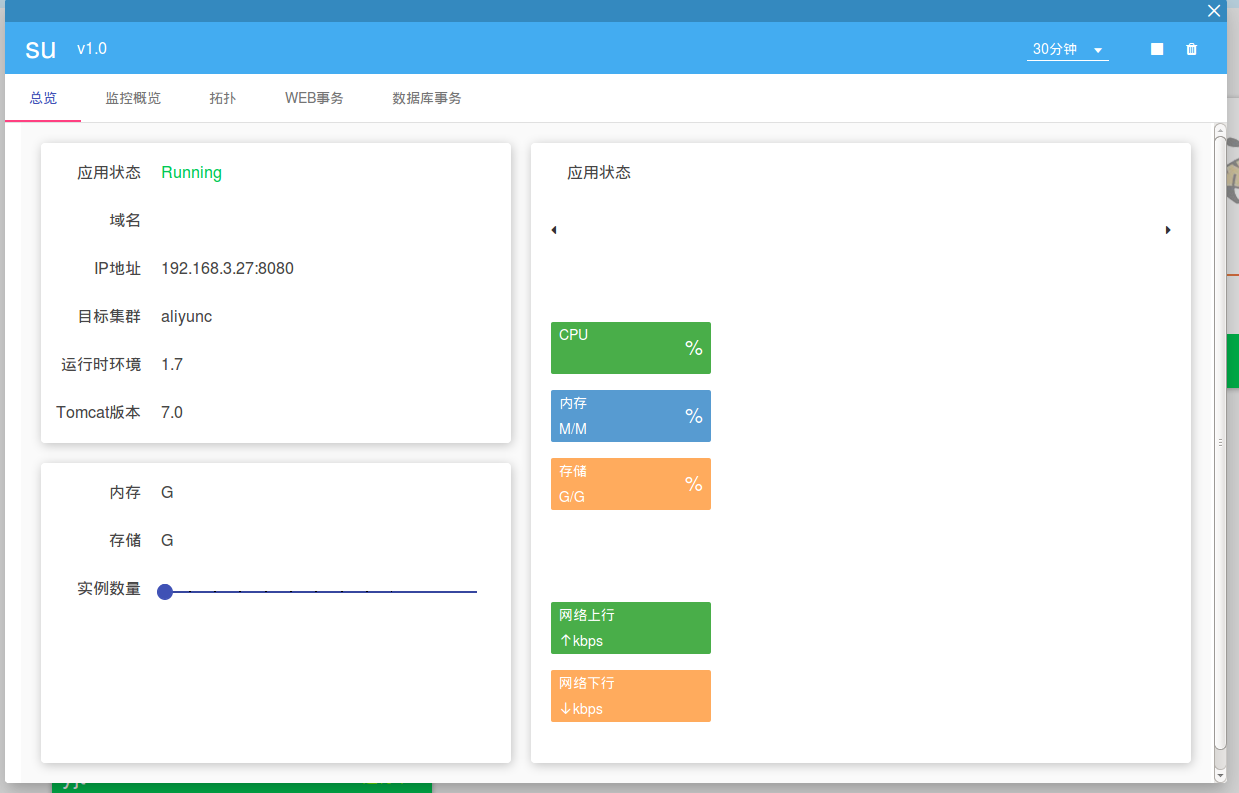 su v1.0 30分钟
总览 监控概览 拓扑 WEB事务 数据库事务
应用状态 Running
域名
IP地址 192.168.3.27:8080
目标集群 aliyunc
运行时环境 1.7
Tomcat版本 7.0
内存 G
存储 G
实例数量
应用状态
CPU %
内存 %
M/M
存储 %
G/G
网络上行
↑kbps
网络下行
↓kbps